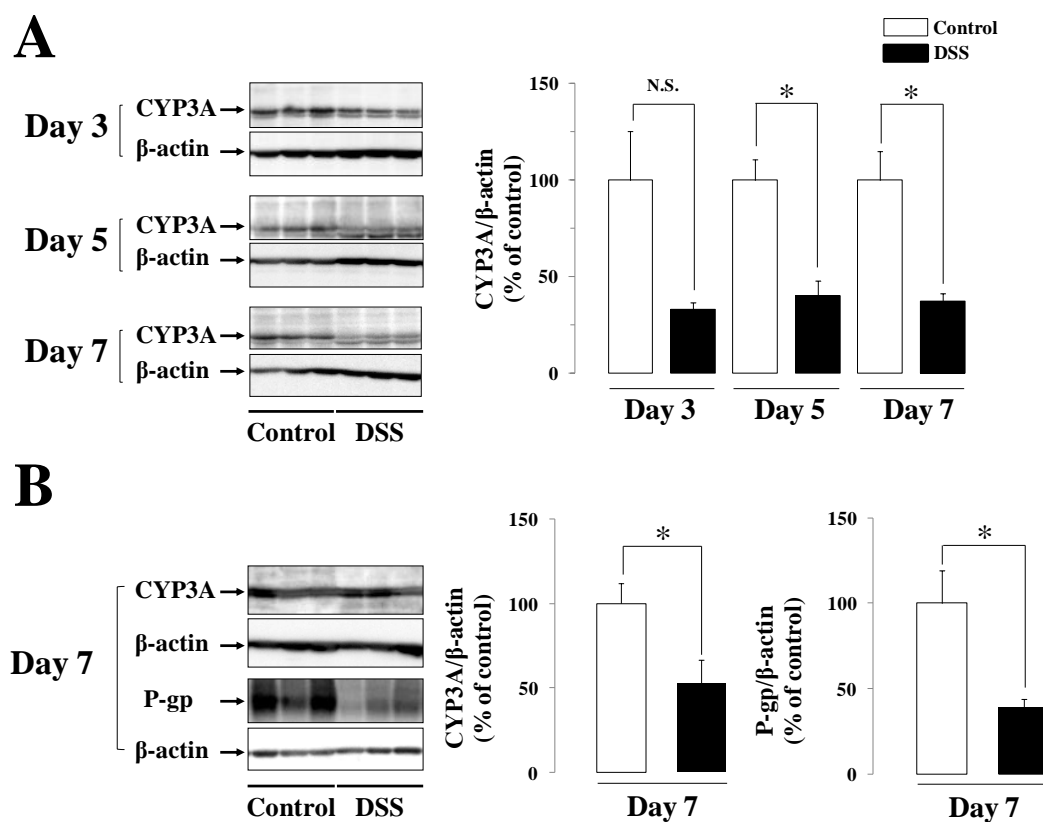 A
Control
DSS
Day 3
CYP3A
β-actin
Day 5
CYP3A
β-actin
Day 7
CYP3A
β-actin
Control DSS
CYP3A/β-actin
(% of control)
150
100
50
0
N.S.
*
*
Day 3 Day 5 Day 7
B
Day 7
CYP3A
β-actin
P-gp
β-actin
Control DSS
CYP3A/β-actin
(% of control)
150
100
50
0
*
Day 7
P-gp/β-actin
(% of control)
150
100
50
0
*
Day 7